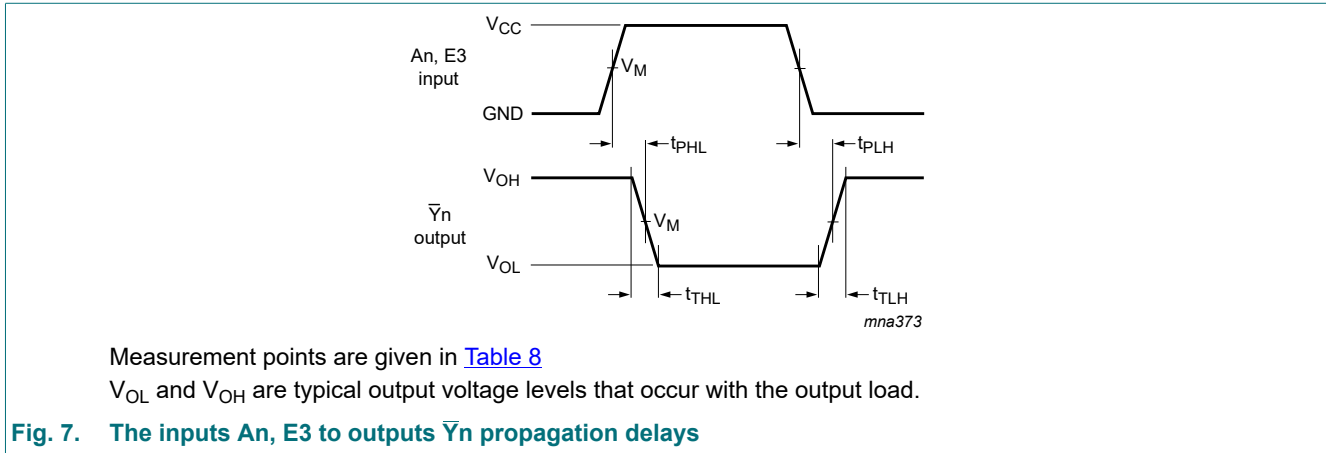 V_CC
An, E3
input
V_M
GND
t_PHL
t_PLH
V_OH
Y̅n
output
V_M
V_OL
t_THL
t_TLH
mna373
Measurement points are given in Table 8
V_OL and V_OH are typical output voltage levels that occur with the output load.
Fig. 7. The inputs An, E3 to outputs Y̅n propagation delays